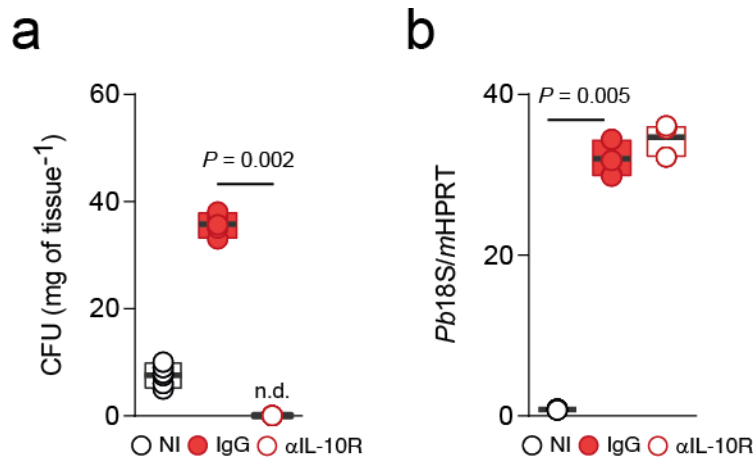 a
CFU (mg of tissue⁻¹)
60
40
20
0
P = 0.002
n.d.
NI IgG αIL-10R
b
Pb18S/mHPRT
40
20
0
P = 0.005
NI IgG αIL-10R